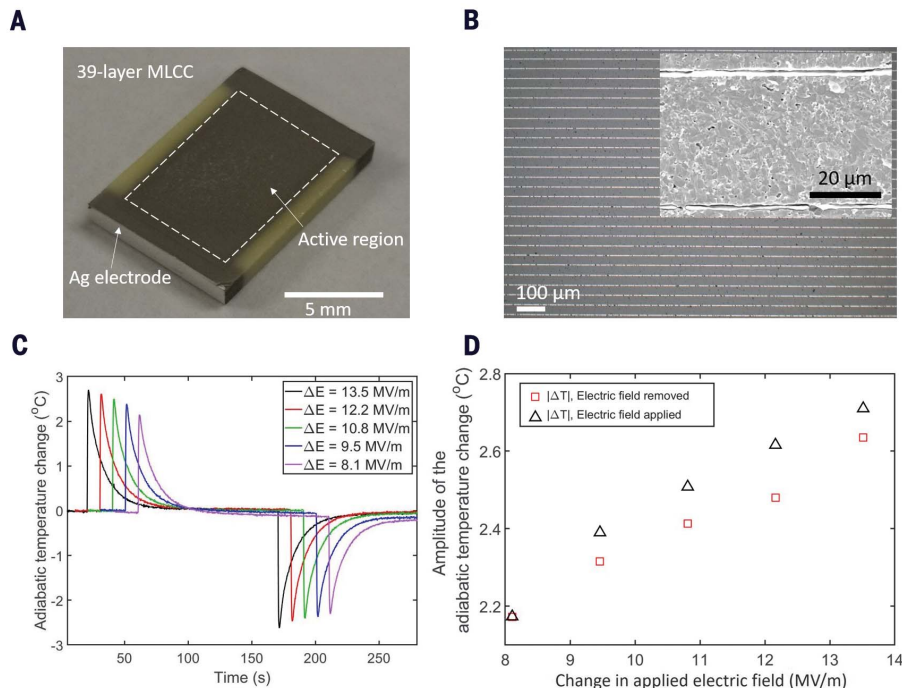 A
39-layer MLCC
Active region
Ag electrode
5 mm
B
20 µm
100 µm
C
Adiabatic temperature change (°C)
3
2
1
0
-1
-2
-3
50
100
150
200
250
Time (s)
ΔE = 13.5 MV/m
ΔE = 12.2 MV/m
ΔE = 10.8 MV/m
ΔE = 9.5 MV/m
ΔE = 8.1 MV/m
D
Amplitude of the
adiabatic temperature change (°C)
2.8
2.6
2.4
2.2
8
9
10
11
12
13
14
Change in applied electric field (MV/m)
|ΔT|, Electric field removed
|ΔT|, Electric field applied